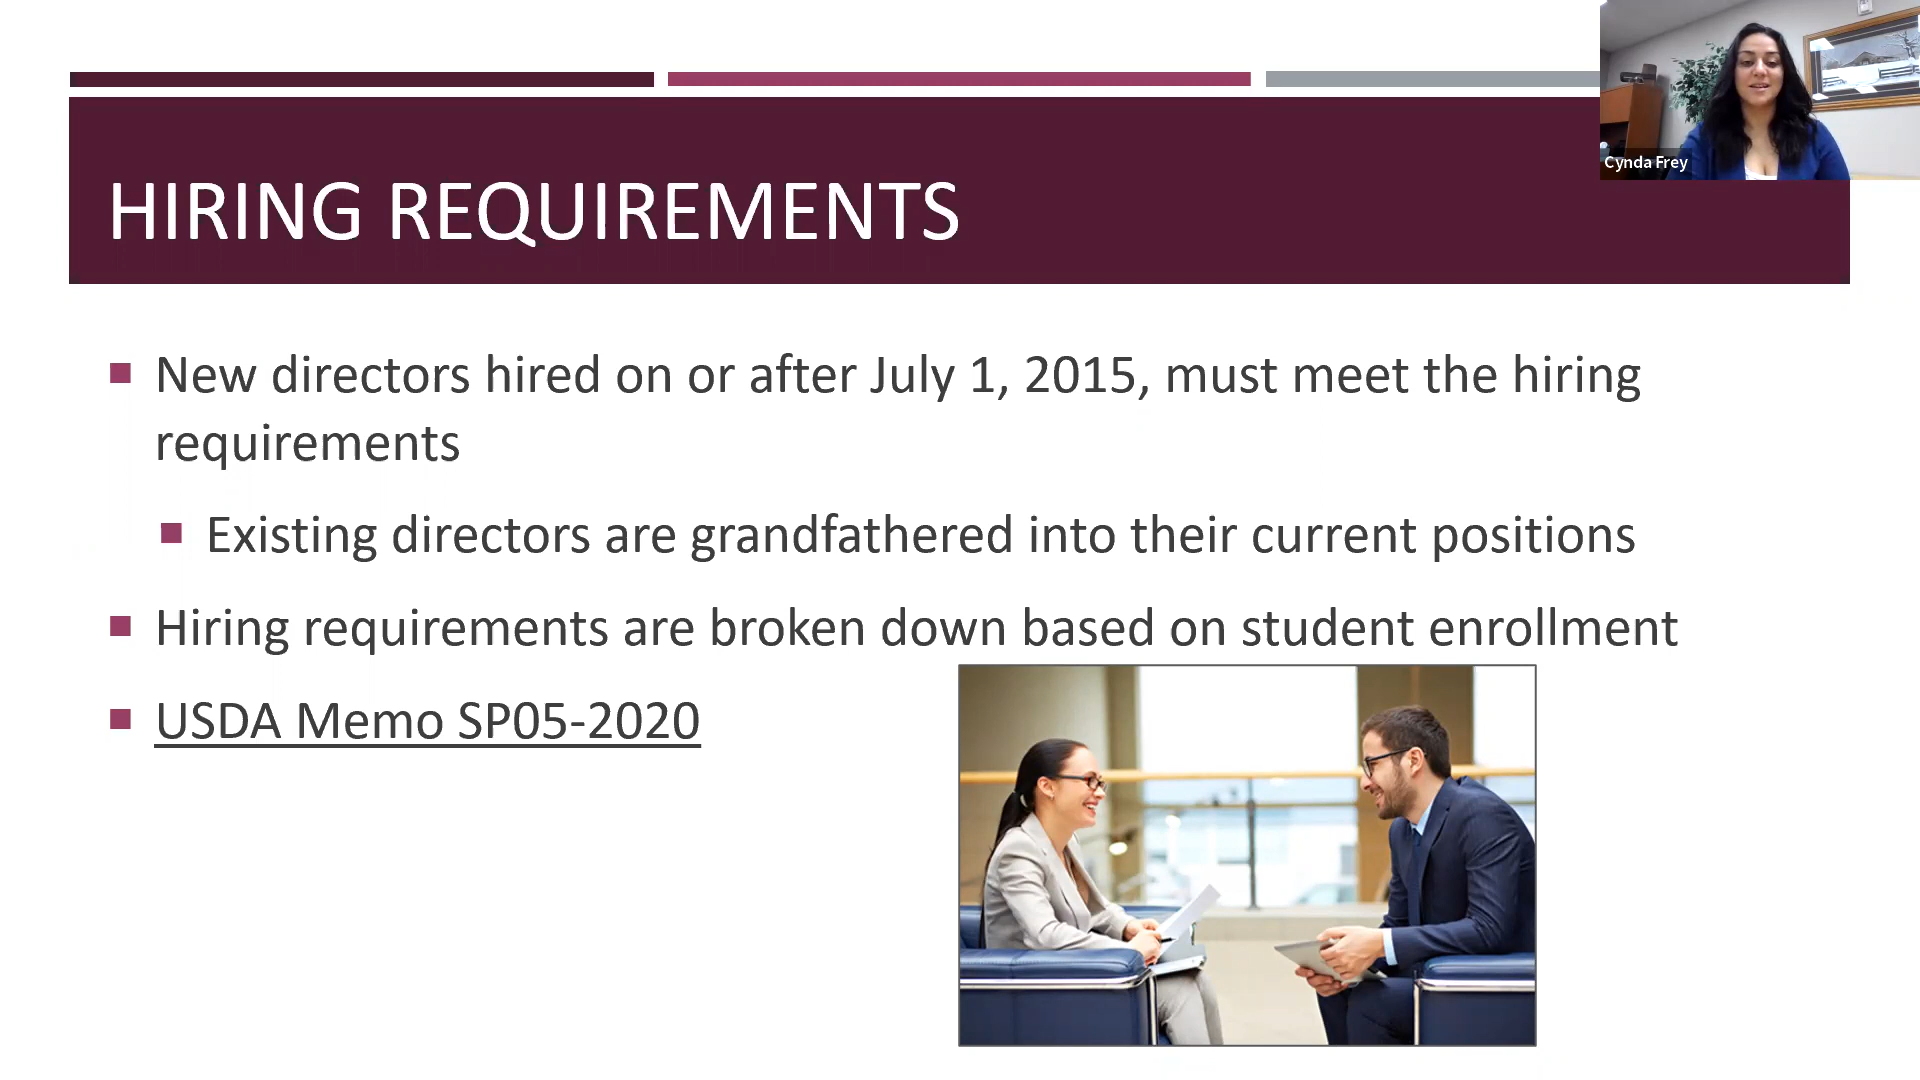 Cynda Frey
HIRING REQUIREMENTS
New directors hired on or after July 1, 2015, must meet the hiring
requirements
Existing directors are grandfathered into their current positions
Hiring requirements are broken down based on student enrollment
USDA Memo SP05-2020